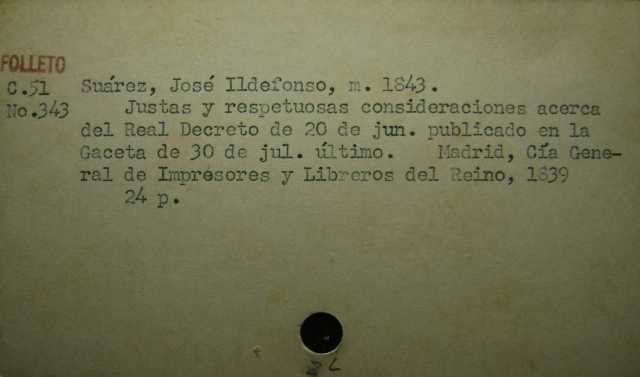 FOLLETO
C.51 Suárez, José Ildefonso, m. 1843.
No.343 Justas y respetuosas consideraciones acerca
del Real Decreto de 20 de jun. publicado en la
Gaceta de 30 de jul. último. Madrid, Cía Gene-
ral de Impresores y Libreros del Reino, 1839
24 p.